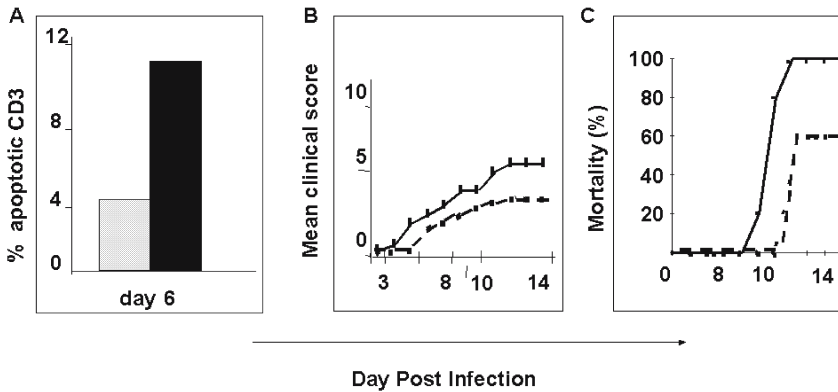 A
% apoptotic CD3
12
8
4
0
day 6
B
Mean clinical score
10
5
0
3 8 10 14
C
Mortality (%)
100
80
60
40
20
0 8 10 14
Day Post Infection